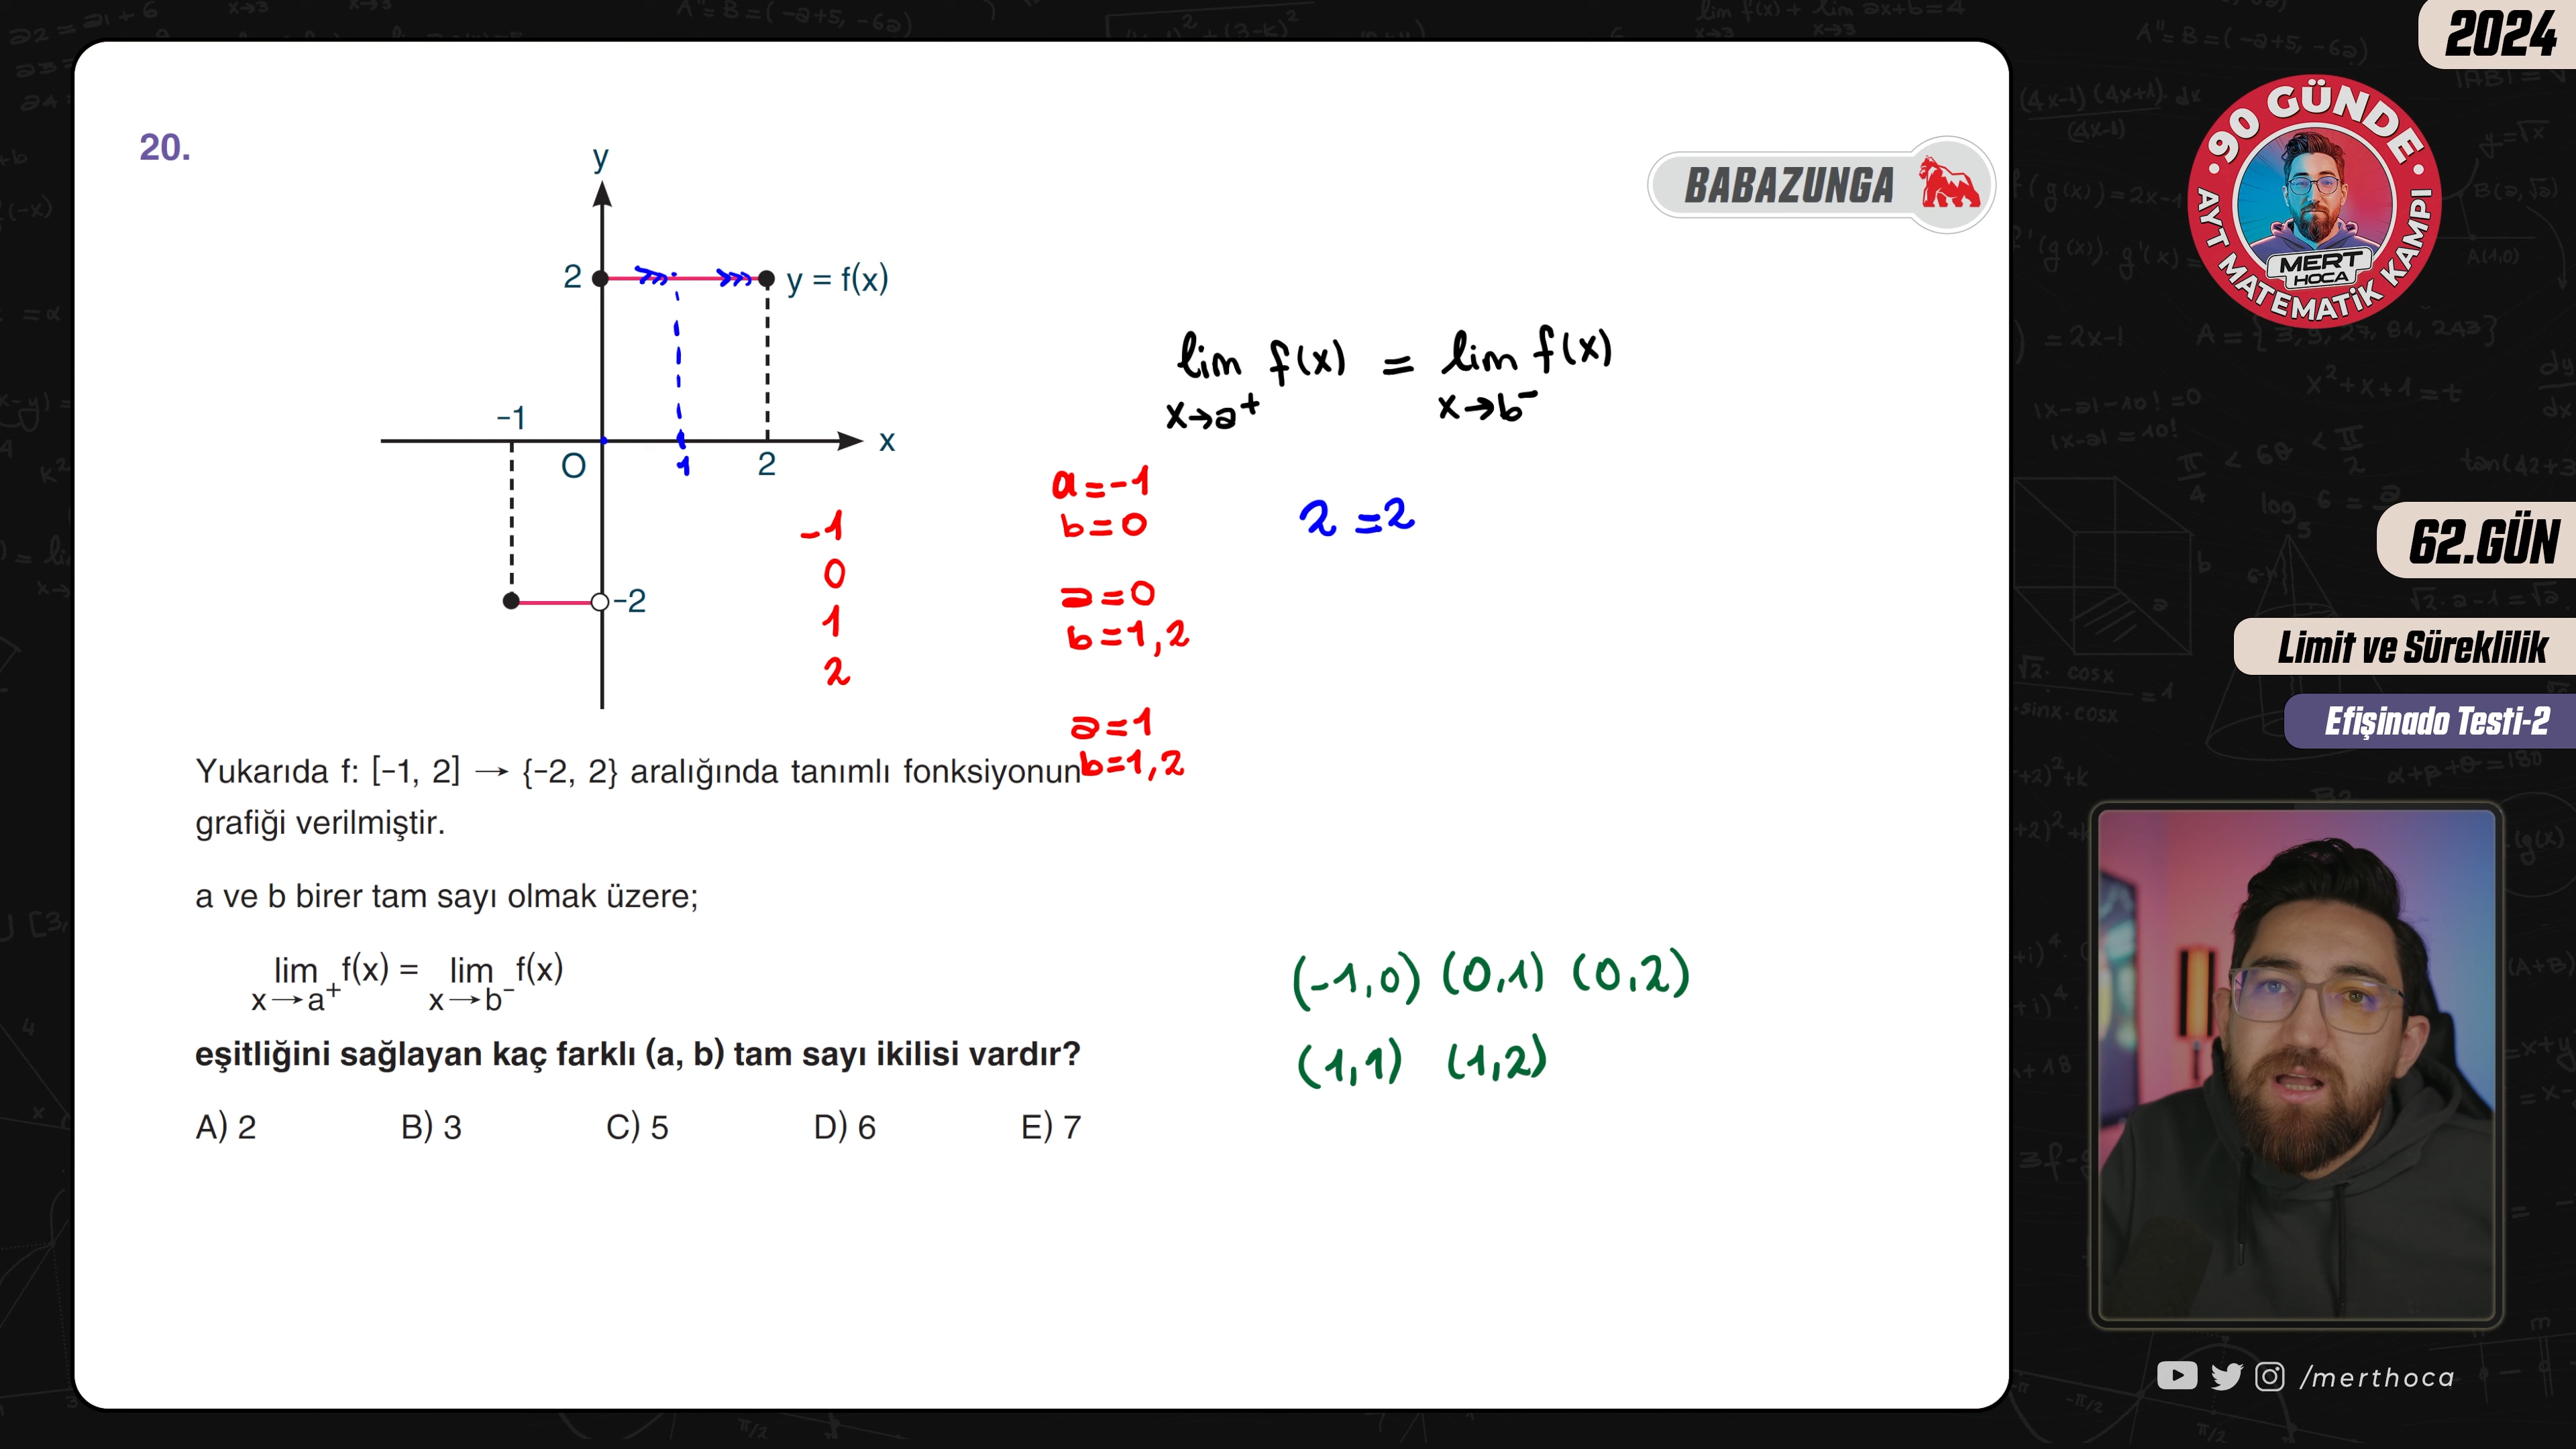 2024
90 GÜNDE
AYT MATEMATİK KAMPI
MERT
HOCA
BABAZUNGA
20.
y
2
y = f(x)
-1
O
1
2
x
-2
-1
0
1
2
lim f(x) = lim f(x)
x→a⁺ x→b⁻
a=-1
b=0
2=2
a=0
b=1,2
a=1
b=1,2
Yukarıda f: [-1, 2] → {-2, 2} aralığında tanımlı fonksiyonun
grafiği verilmiştir.
a ve b birer tam sayı olmak üzere;
lim f(x) = lim f(x)
x→a⁺ x→b⁻
eşitliğini sağlayan kaç farklı (a, b) tam sayı ikilisi vardır?
A) 2 B) 3 C) 5 D) 6 E) 7
(-1,0) (0,1) (0,2)
(1,1) (1,2)
62.GÜN
Limit ve Süreklilik
Efişinado Testi-2
/merthoca